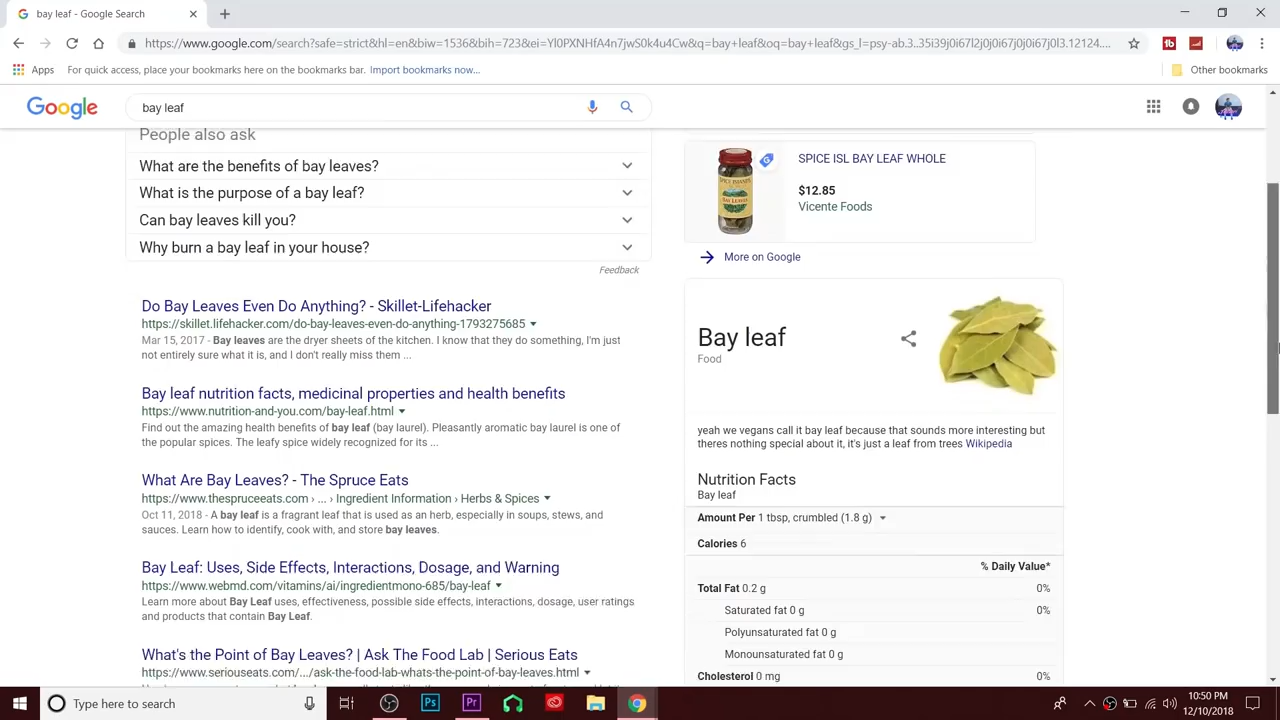 bay leaf - Google Search
https://www.google.com/search?safe=strict&hl=en&biw=1536&bih=723&ei=Yl0PXNHfA4n7jwS0k4u4Cw&q=bay+leaf&oq=bay+leaf&gs_l=psy-ab.3..35i39j0i67l2j0j0i67j0j0i67j0l3.12124....
Apps
For quick access, place your bookmarks here on the bookmarks bar. Import bookmarks now...
Other bookmarks
Google
bay leaf
People also ask
What are the benefits of bay leaves?
What is the purpose of a bay leaf?
Can bay leaves kill you?
Why burn a bay leaf in your house?
Feedback
Do Bay Leaves Even Do Anything? - Skillet-Lifehacker
https://skillet.lifehacker.com/do-bay-leaves-even-do-anything-1793275685
Mar 15, 2017 - Bay leaves are the dryer sheets of the kitchen. I know that they do something, I'm just
not entirely sure what it is, and I don't really miss them ...
Bay leaf nutrition facts, medicinal properties and health benefits
https://www.nutrition-and-you.com/bay-leaf.html
Find out the amazing health benefits of bay leaf (bay laurel). Pleasantly aromatic bay laurel is one of
the popular spices. The leafy spice widely recognized for its ...
What Are Bay Leaves? - The Spruce Eats
https://www.thespruceeats.com › ... › Ingredient Information › Herbs & Spices
Oct 11, 2018 - A bay leaf is a fragrant leaf that is used as an herb, especially in soups, stews, and
sauces. Learn how to identify, cook with, and store bay leaves.
Bay Leaf: Uses, Side Effects, Interactions, Dosage, and Warning
https://www.webmd.com/vitamins/ai/ingredientmono-685/bay-leaf
Learn more about Bay Leaf uses, effectiveness, possible side effects, interactions, dosage, user ratings
and products that contain Bay Leaf.
What's the Point of Bay Leaves? | Ask The Food Lab | Serious Eats
https://www.seriouseats.com/.../ask-the-food-lab-whats-the-point-of-bay-leaves.html
SPICE ISL BAY LEAF WHOLE
$12.85
Vicente Foods
More on Google
Bay leaf
Food
yeah we vegans call it bay leaf because that sounds more interesting but
theres nothing special about it, it's just a leaf from trees Wikipedia
Nutrition Facts
Bay leaf
Amount Per 1 tbsp, crumbled (1.8 g)
Calories 6
% Daily Value*
Total Fat 0.2 g 0%
Saturated fat 0 g 0%
Polyunsaturated fat 0 g
Monounsaturated fat 0 g
Cholesterol 0 mg 0%
Type here to search
Ps
Pr
10:50 PM
12/10/2018